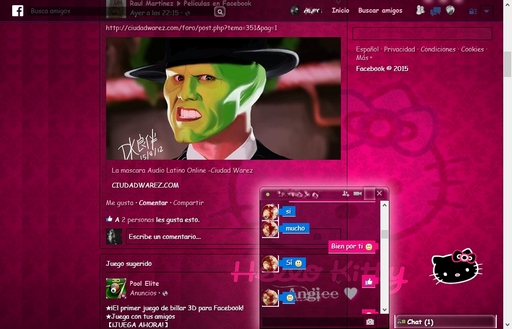 Busca amigos
Inicio
Buscar amigos
Raul Martinez ▶ Películas en Facebook
Ayer a las 22:15
http://ciudadwarez.com/foro/post.php?tema=351&pag=1
15/4/12
La mascara Audio Latino Online -Ciudad Warez
CIUDADWAREZ.COM
Me gusta · Comentar · Compartir
A 2 personas les gusta esto.
Escribe un comentario...
Juego sugerido
Pool Elite
Anuncios ·
★¡El primer juego de billar 3D para Facebook!
★Juega con tus amigos
【¡JUEGA AHORA!】
Español · Privacidad · Condiciones · Cookies ·
Más
Facebook © 2015
si
mucho
Bien por ti
Si
Hello Kitty
Angiee
Chat (1)